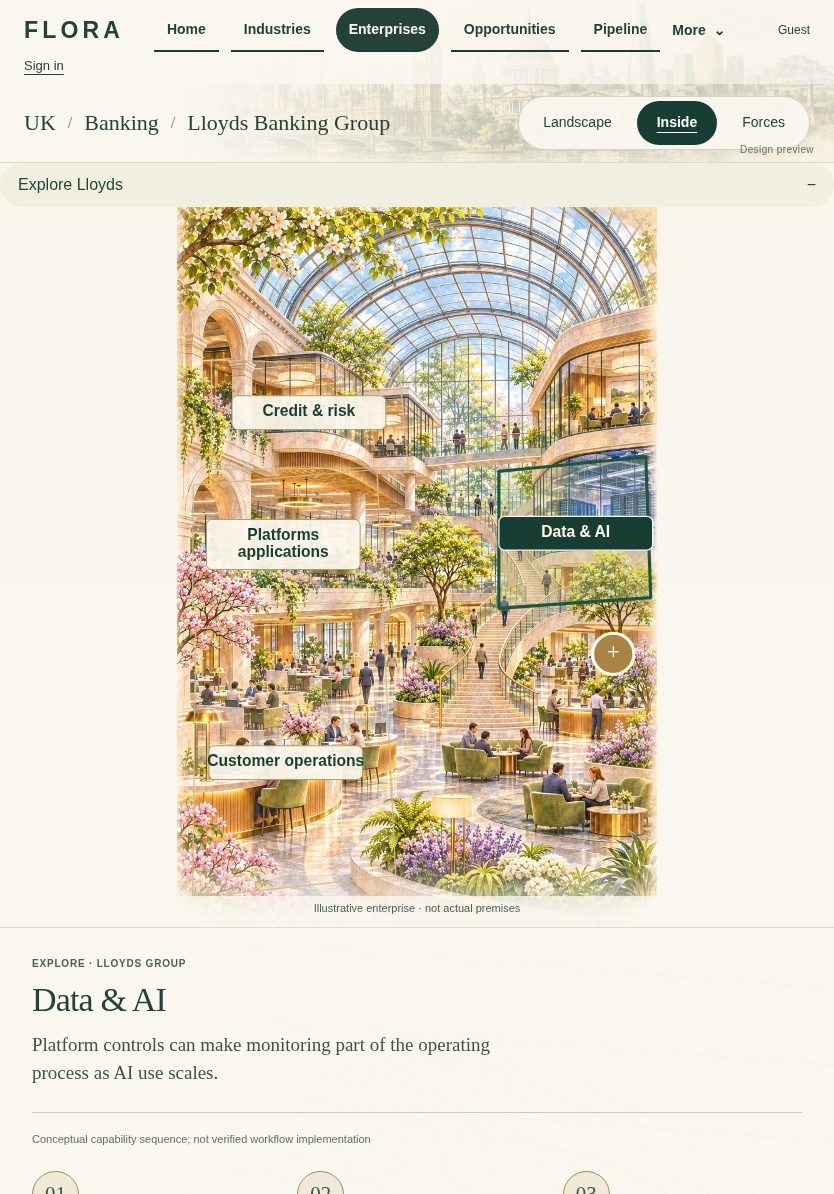 FLORA
Home
Industries
Enterprises
Opportunities
Pipeline
More
Guest
Sign in
UK / Banking / Lloyds Banking Group
Landscape
Inside
Forces
Design preview
Explore Lloyds
−
Credit & risk
Platforms
applications
Data & AI
+
Customer operations
Illustrative enterprise · not actual premises
EXPLORE · LLOYDS GROUP
Data & AI
Platform controls can make monitoring part of the operating
process as AI use scales.
Conceptual capability sequence; not verified workflow implementation
01
02
03